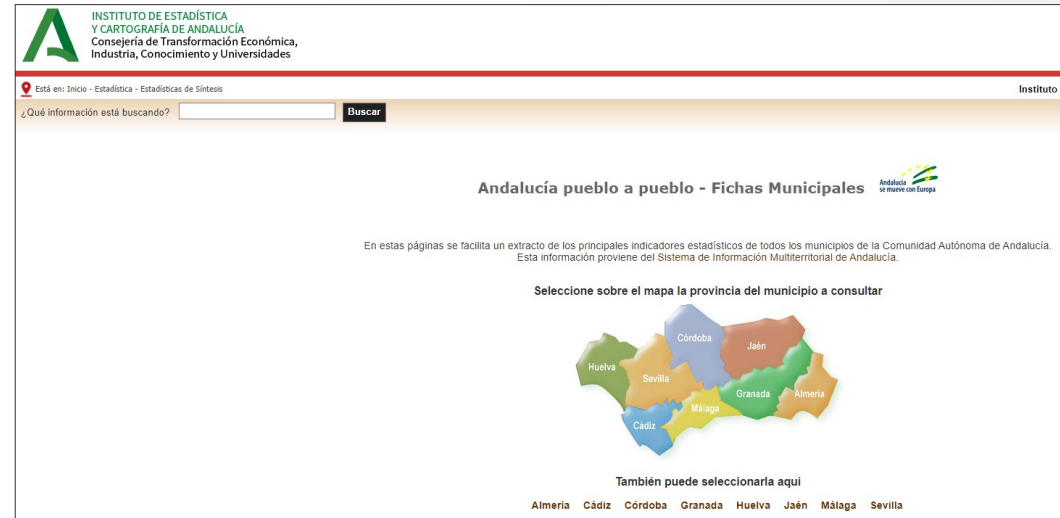 INSTITUTO DE ESTADÍSTICA
Y CARTOGRAFÍA DE ANDALUCÍA
Consejería de Transformación Económica,
Industria, Conocimiento y Universidades
Está en: Inicio - Estadística - Estadísticas de Síntesis
Instituto
¿Qué información está buscando?
Buscar
Andalucía pueblo a pueblo - Fichas Municipales
Andalucía
se mueve con Europa
En estas páginas se facilita un extracto de los principales indicadores estadísticos de todos los municipios de la Comunidad Autónoma de Andalucía.
Esta información proviene del Sistema de Información Multiterritorial de Andalucía.
Seleccione sobre el mapa la provincia del municipio a consultar
Córdoba
Jaén
Huelva
Sevilla
Granada
Almería
Málaga
Cádiz
También puede seleccionarla aqui
Almería Cádiz Córdoba Granada Huelva Jaén Málaga Sevilla